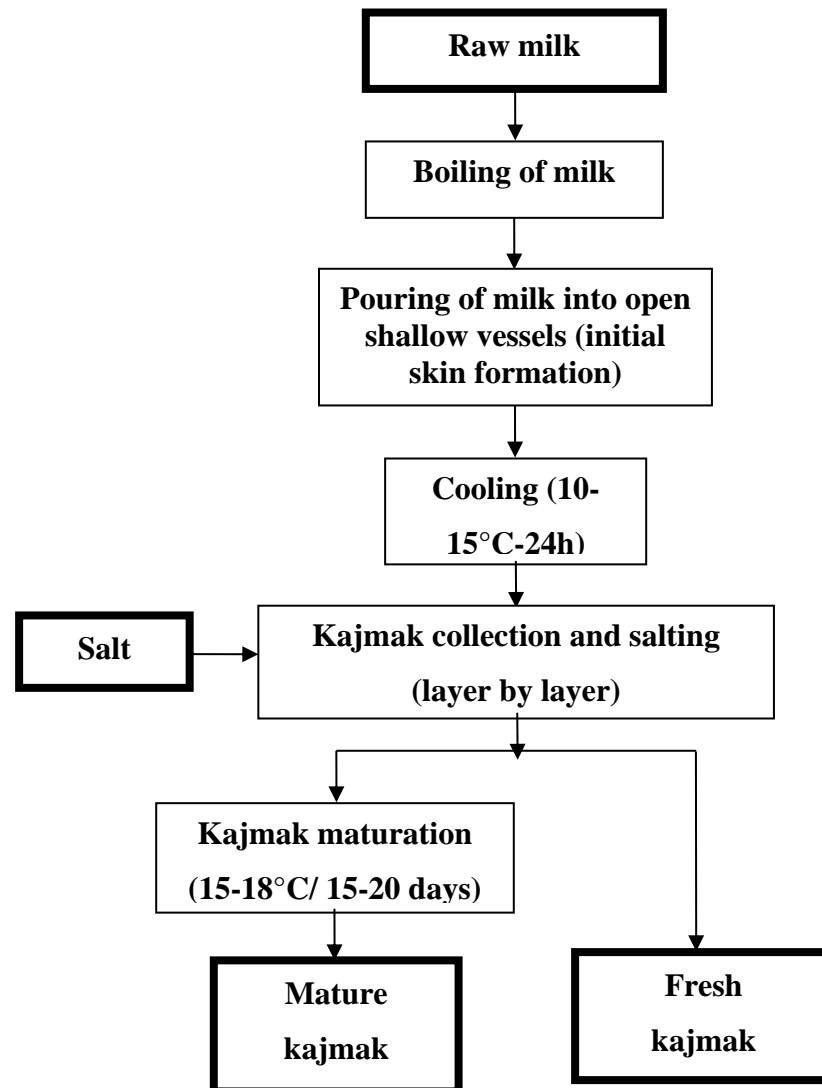 Raw milk
Boiling of milk
Pouring of milk into open
shallow vessels (initial
skin formation)
Cooling (10-
15°C-24h)
Salt
Kajmak collection and salting
(layer by layer)
Kajmak maturation
(15-18°C/ 15-20 days)
Mature
kajmak
Fresh
kajmak